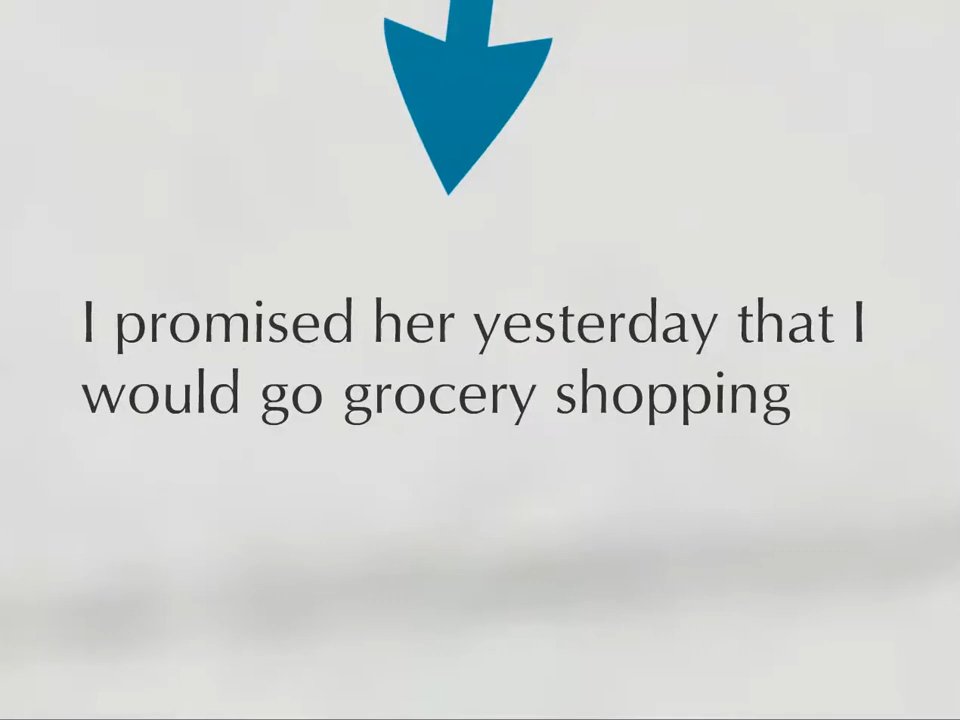 I promised her yesterday that I
would go grocery shopping